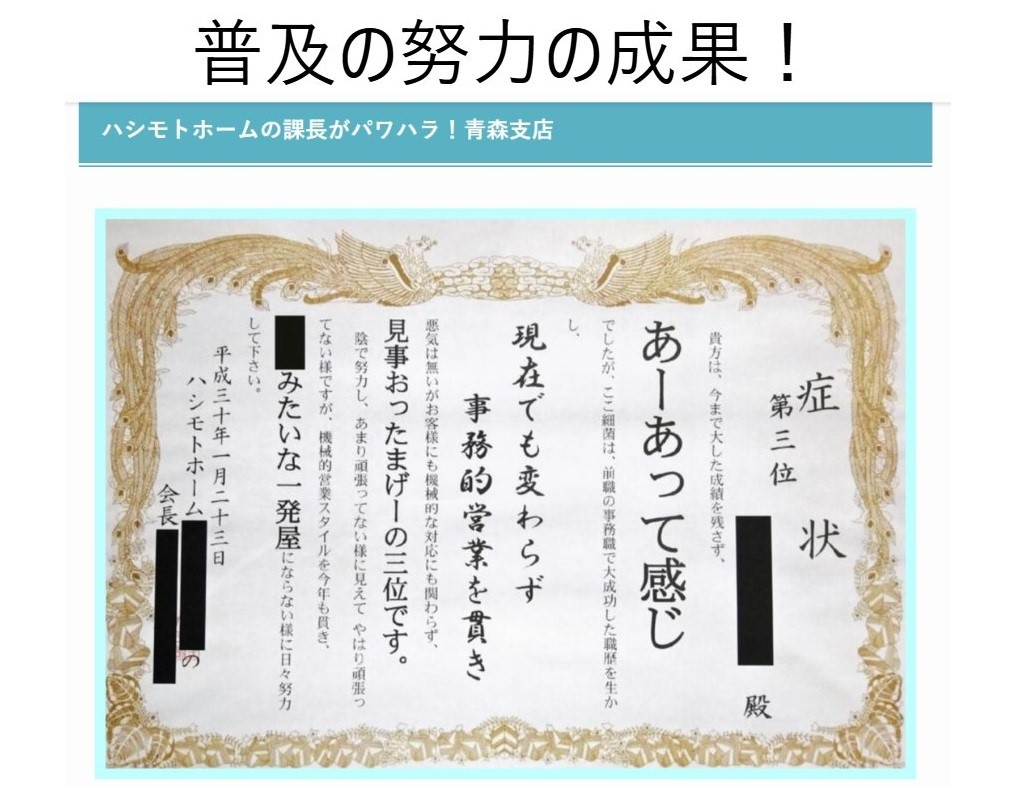 普及の努力の成果！
ハシモトホームの課長がパワハラ！青森支店
症状
第三位
殿
貴方は、今まで大した成績を残さず、
あーあって感じ
でしたが、ここ細菌は、前職の事務職で大成功した職歴を生か
し、
現在でも変わらず
事務的営業を貫き
悪気は無いがお客様にも機械的な対応にも関わらず、
見事おったまげーの三位です。
陰で努力し、あまり頑張ってない様に見えて やはり頑張っ
てない様ですが、機械的営業スタイルを今年も貫き、
みたいな一発屋にならない様に日々努力
して下さい。
平成三十年一月二十三日
ハシモトホーム
会長
の